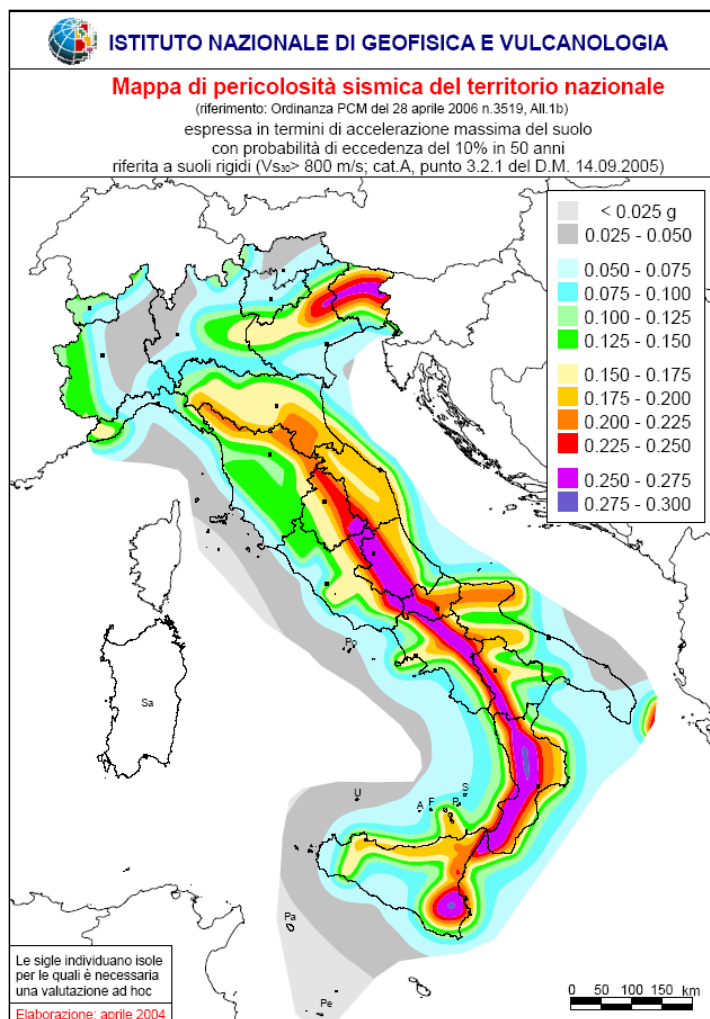 ISTITUTO NAZIONALE DI GEOFISICA E VULCANOLOGIA
Mappa di pericolosità sismica del territorio nazionale
(riferimento: Ordinanza PCM del 28 aprile 2006 n.3519, All.1b)
espressa in termini di accelerazione massima del suolo
con probabilità di eccedenza del 10% in 50 anni
riferita a suoli rigidi (Vs30> 800 m/s; cat.A, punto 3.2.1 del D.M. 14.09.2005)
< 0.025 g
0.025 - 0.050
0.050 - 0.075
0.075 - 0.100
0.100 - 0.125
0.125 - 0.150
0.150 - 0.175
0.175 - 0.200
0.200 - 0.225
0.225 - 0.250
0.250 - 0.275
0.275 - 0.300
Po
Sa
U
A
F
P
S
Pa
Pe
Le sigle individuano isole
per le quali è necessaria
una valutazione ad hoc
Elaborazione: aprile 2004
0 50 100 150 km